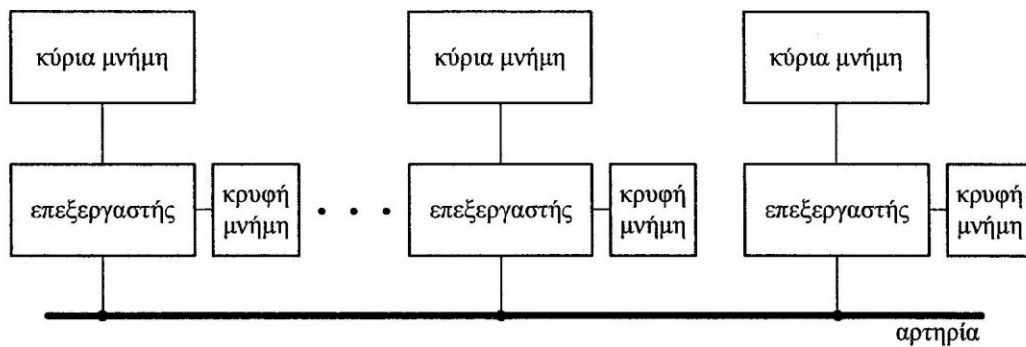 κύρια μνήμη
κύρια μνήμη
κύρια μνήμη
επεξεργαστής
κρυφή
μνήμη
επεξεργαστής
κρυφή
μνήμη
επεξεργαστής
κρυφή
μνήμη
αρτηρία